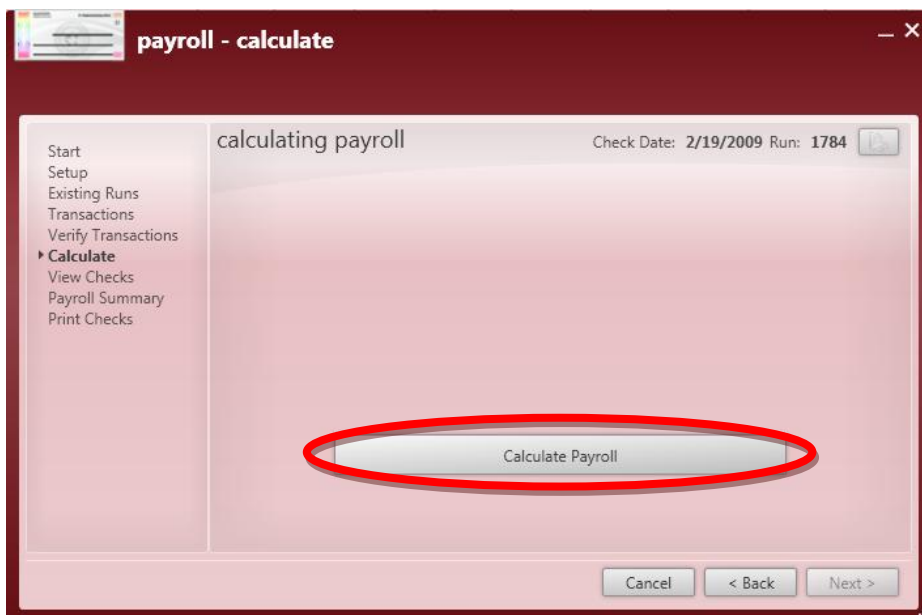 payroll - calculate
calculating payroll
Check Date: 2/19/2009 Run: 1784
Start
Setup
Existing Runs
Transactions
Verify Transactions
Calculate
View Checks
Payroll Summary
Print Checks
Calculate Payroll
Cancel
< Back
Next >